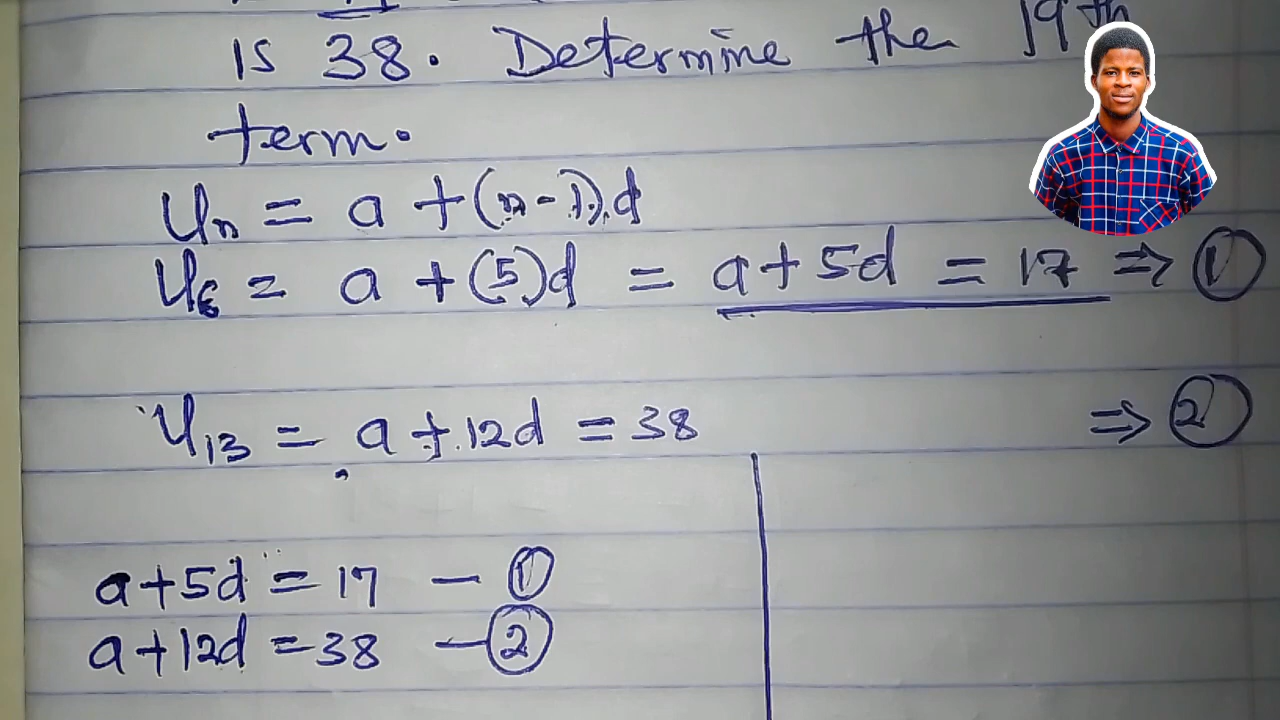 is 38. Determine the 19th
term.
Un = a + (n-1)d
U6 = a + (5)d = a + 5d = 17 ⇒ ①
U13 = a + 12d = 38 ⇒ ②
a + 5d = 17 — ①
a + 12d = 38 — ②